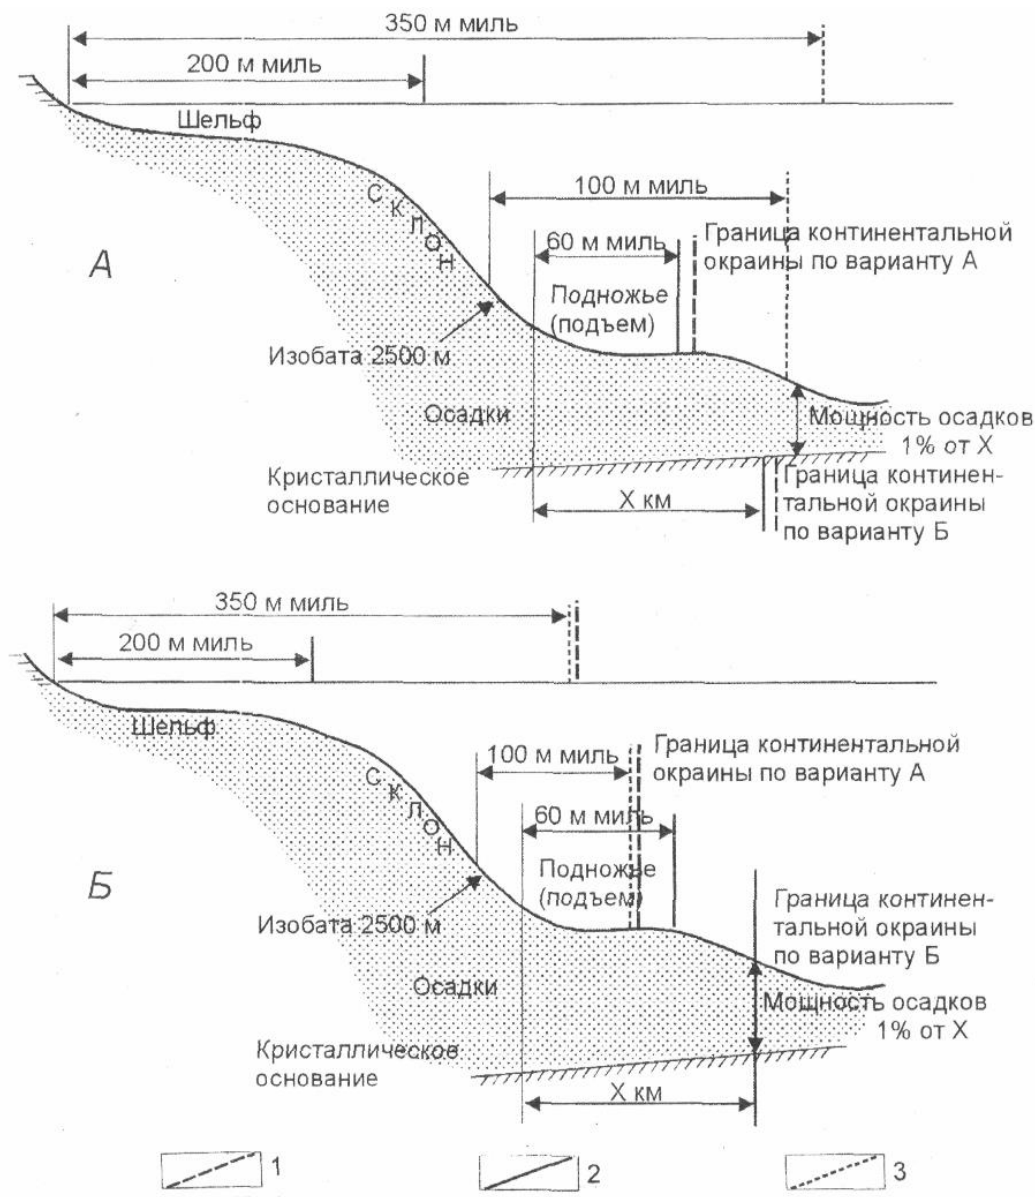 350 м миль
200 м миль
Шельф
СКЛОН
100 м миль
60 м миль
Граница континентальной
окраины по варианту А
А
Подножье
(подъем)
Изобата 2500 м
Осадки
Мощность осадков
1% от X
Кристаллическое
основание
Х км
Граница континен-
тальной окраины
по варианту Б
350 м миль
200 м миль
Шельф
СКЛОН
100 м миль
Граница континентальной
окраины по варианту А
60 м миль
Б
Подножье
(подъем)
Изобата 2500 м
Граница континен-
тальной окраины
по варианту Б
Осадки
Мощность осадков
1% от X
Кристаллическое
основание
Х км
1
2
3